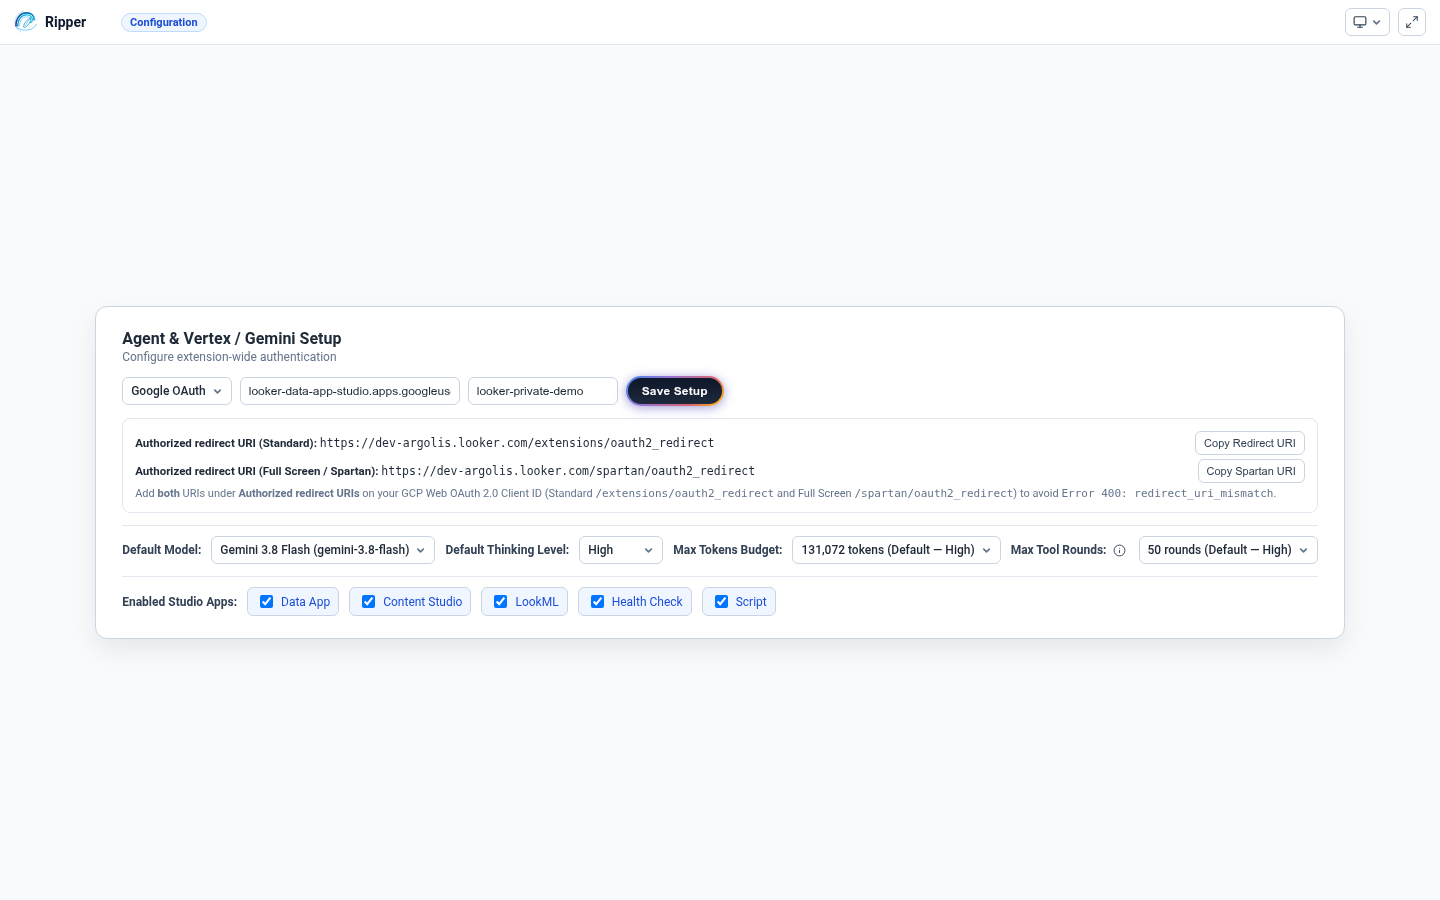 Ripper
Configuration
Agent & Vertex / Gemini Setup
Configure extension-wide authentication
Google OAuth
looker-data-app-studio.apps.googleus
looker-private-demo
Save Setup
Authorized redirect URI (Standard): https://dev-argolis.looker.com/extensions/oauth2_redirect
Copy Redirect URI
Authorized redirect URI (Full Screen / Spartan): https://dev-argolis.looker.com/spartan/oauth2_redirect
Copy Spartan URI
Add both URIs under Authorized redirect URIs on your GCP Web OAuth 2.0 Client ID (Standard /extensions/oauth2_redirect and Full Screen /spartan/oauth2_redirect) to avoid Error 400: redirect_uri_mismatch.
Default Model: Gemini 3.8 Flash (gemini-3.8-flash) Default Thinking Level: High Max Tokens Budget: 131,072 tokens (Default — High) Max Tool Rounds: 50 rounds (Default — High)
Enabled Studio Apps: Data App Content Studio LookML Health Check Script